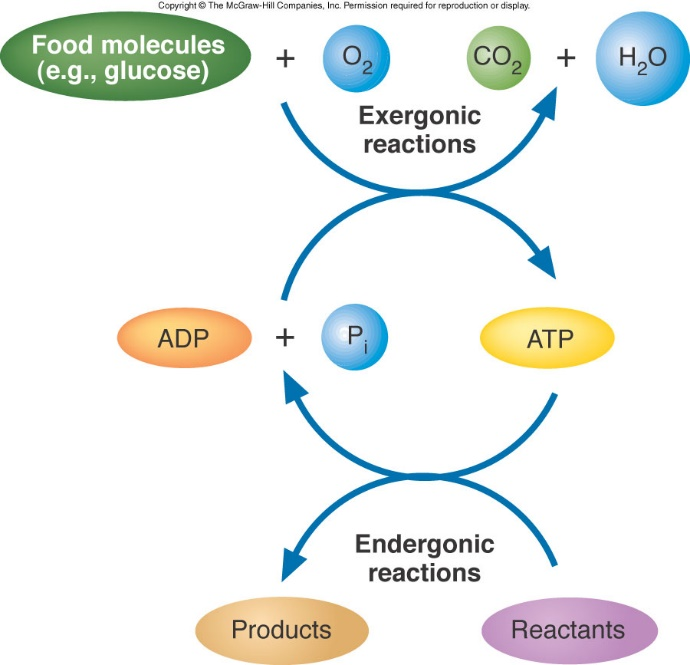 Copyright © The McGraw-Hill Companies, Inc. Permission required for reproduction or display.
Food molecules + O₂ CO₂ + H₂O
(e.g., glucose)
Exergonic
reactions
ADP + Pᵢ ATP
Endergonic
reactions
Products Reactants